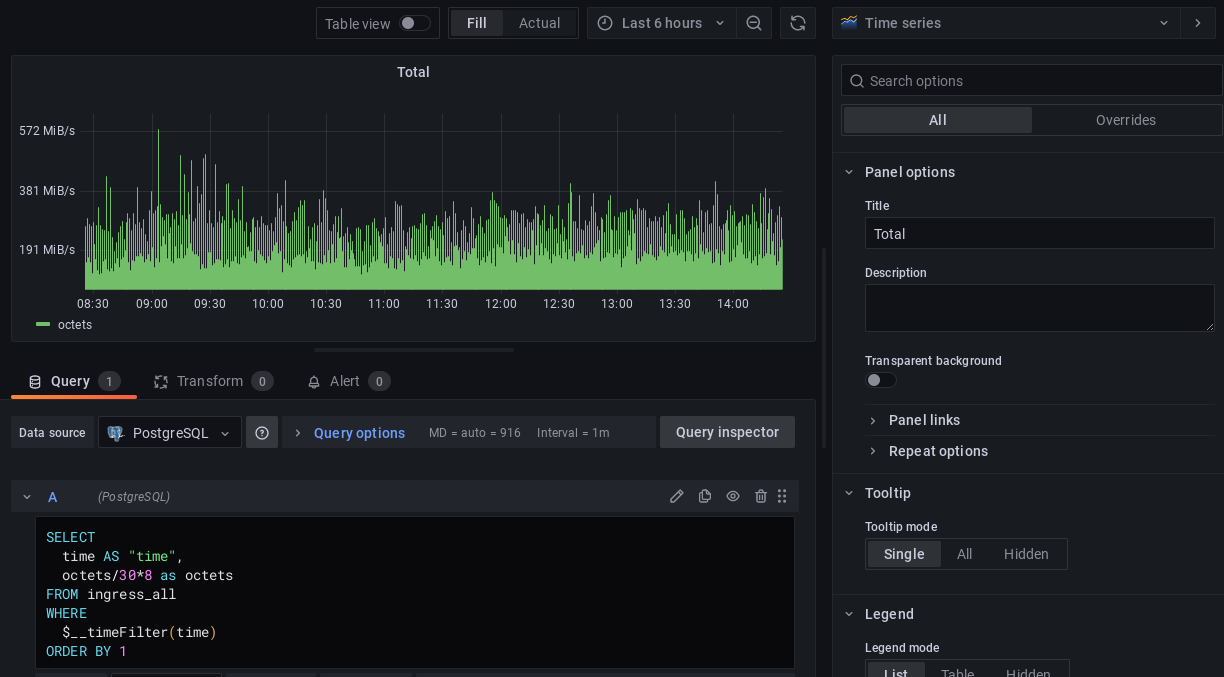 Table view
Fill
Actual
Last 6 hours
Time series
Total
572 MiB/s
381 MiB/s
191 MiB/s
08:30 09:00 09:30 10:00 10:30 11:00 11:30 12:00 12:30 13:00 13:30 14:00
octets
Query 1
Transform 0
Alert 0
Data source
PostgreSQL
Query options
MD = auto = 916
Interval = 1m
Query inspector
A
(PostgreSQL)
SELECT
time AS "time",
octets/30*8 as octets
FROM ingress_all
WHERE
$__timeFilter(time)
ORDER BY 1
Search options
All
Overrides
Panel options
Title
Total
Description
Transparent background
Panel links
Repeat options
Tooltip
Tooltip mode
Single
All
Hidden
Legend
Legend mode
List
Table
Hidden